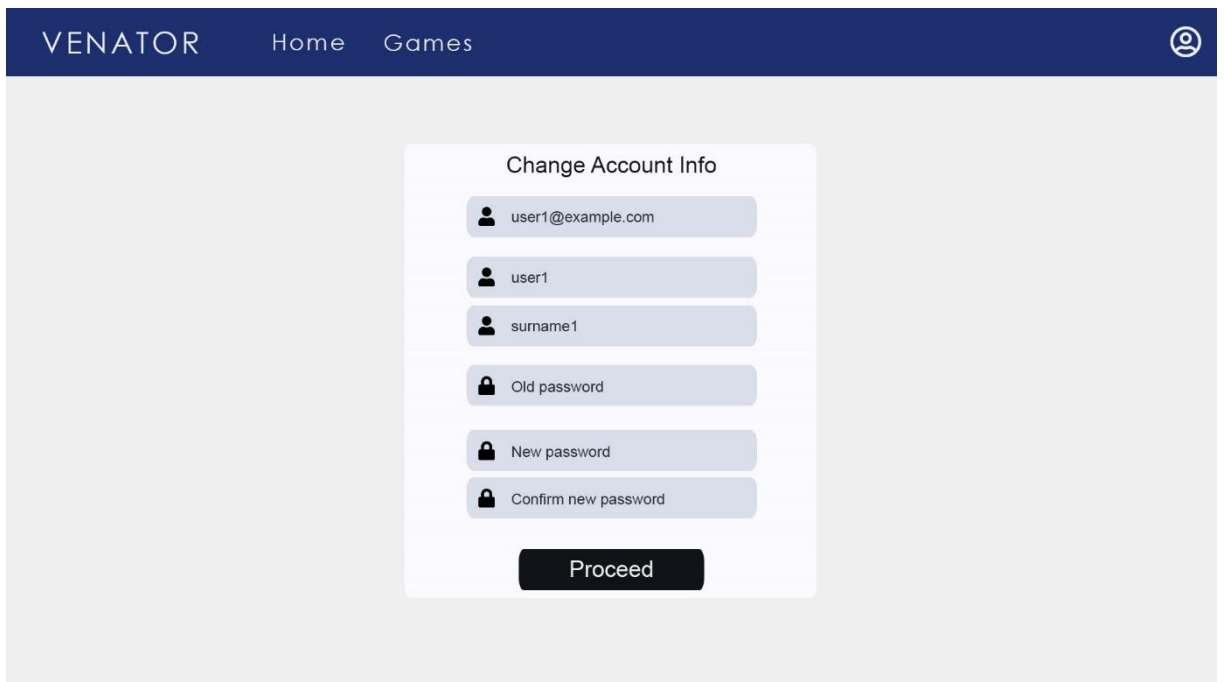 VENATOR Home Games
Change Account Info
user1@example.com
user1
surname1
Old password
New password
Confirm new password
Proceed